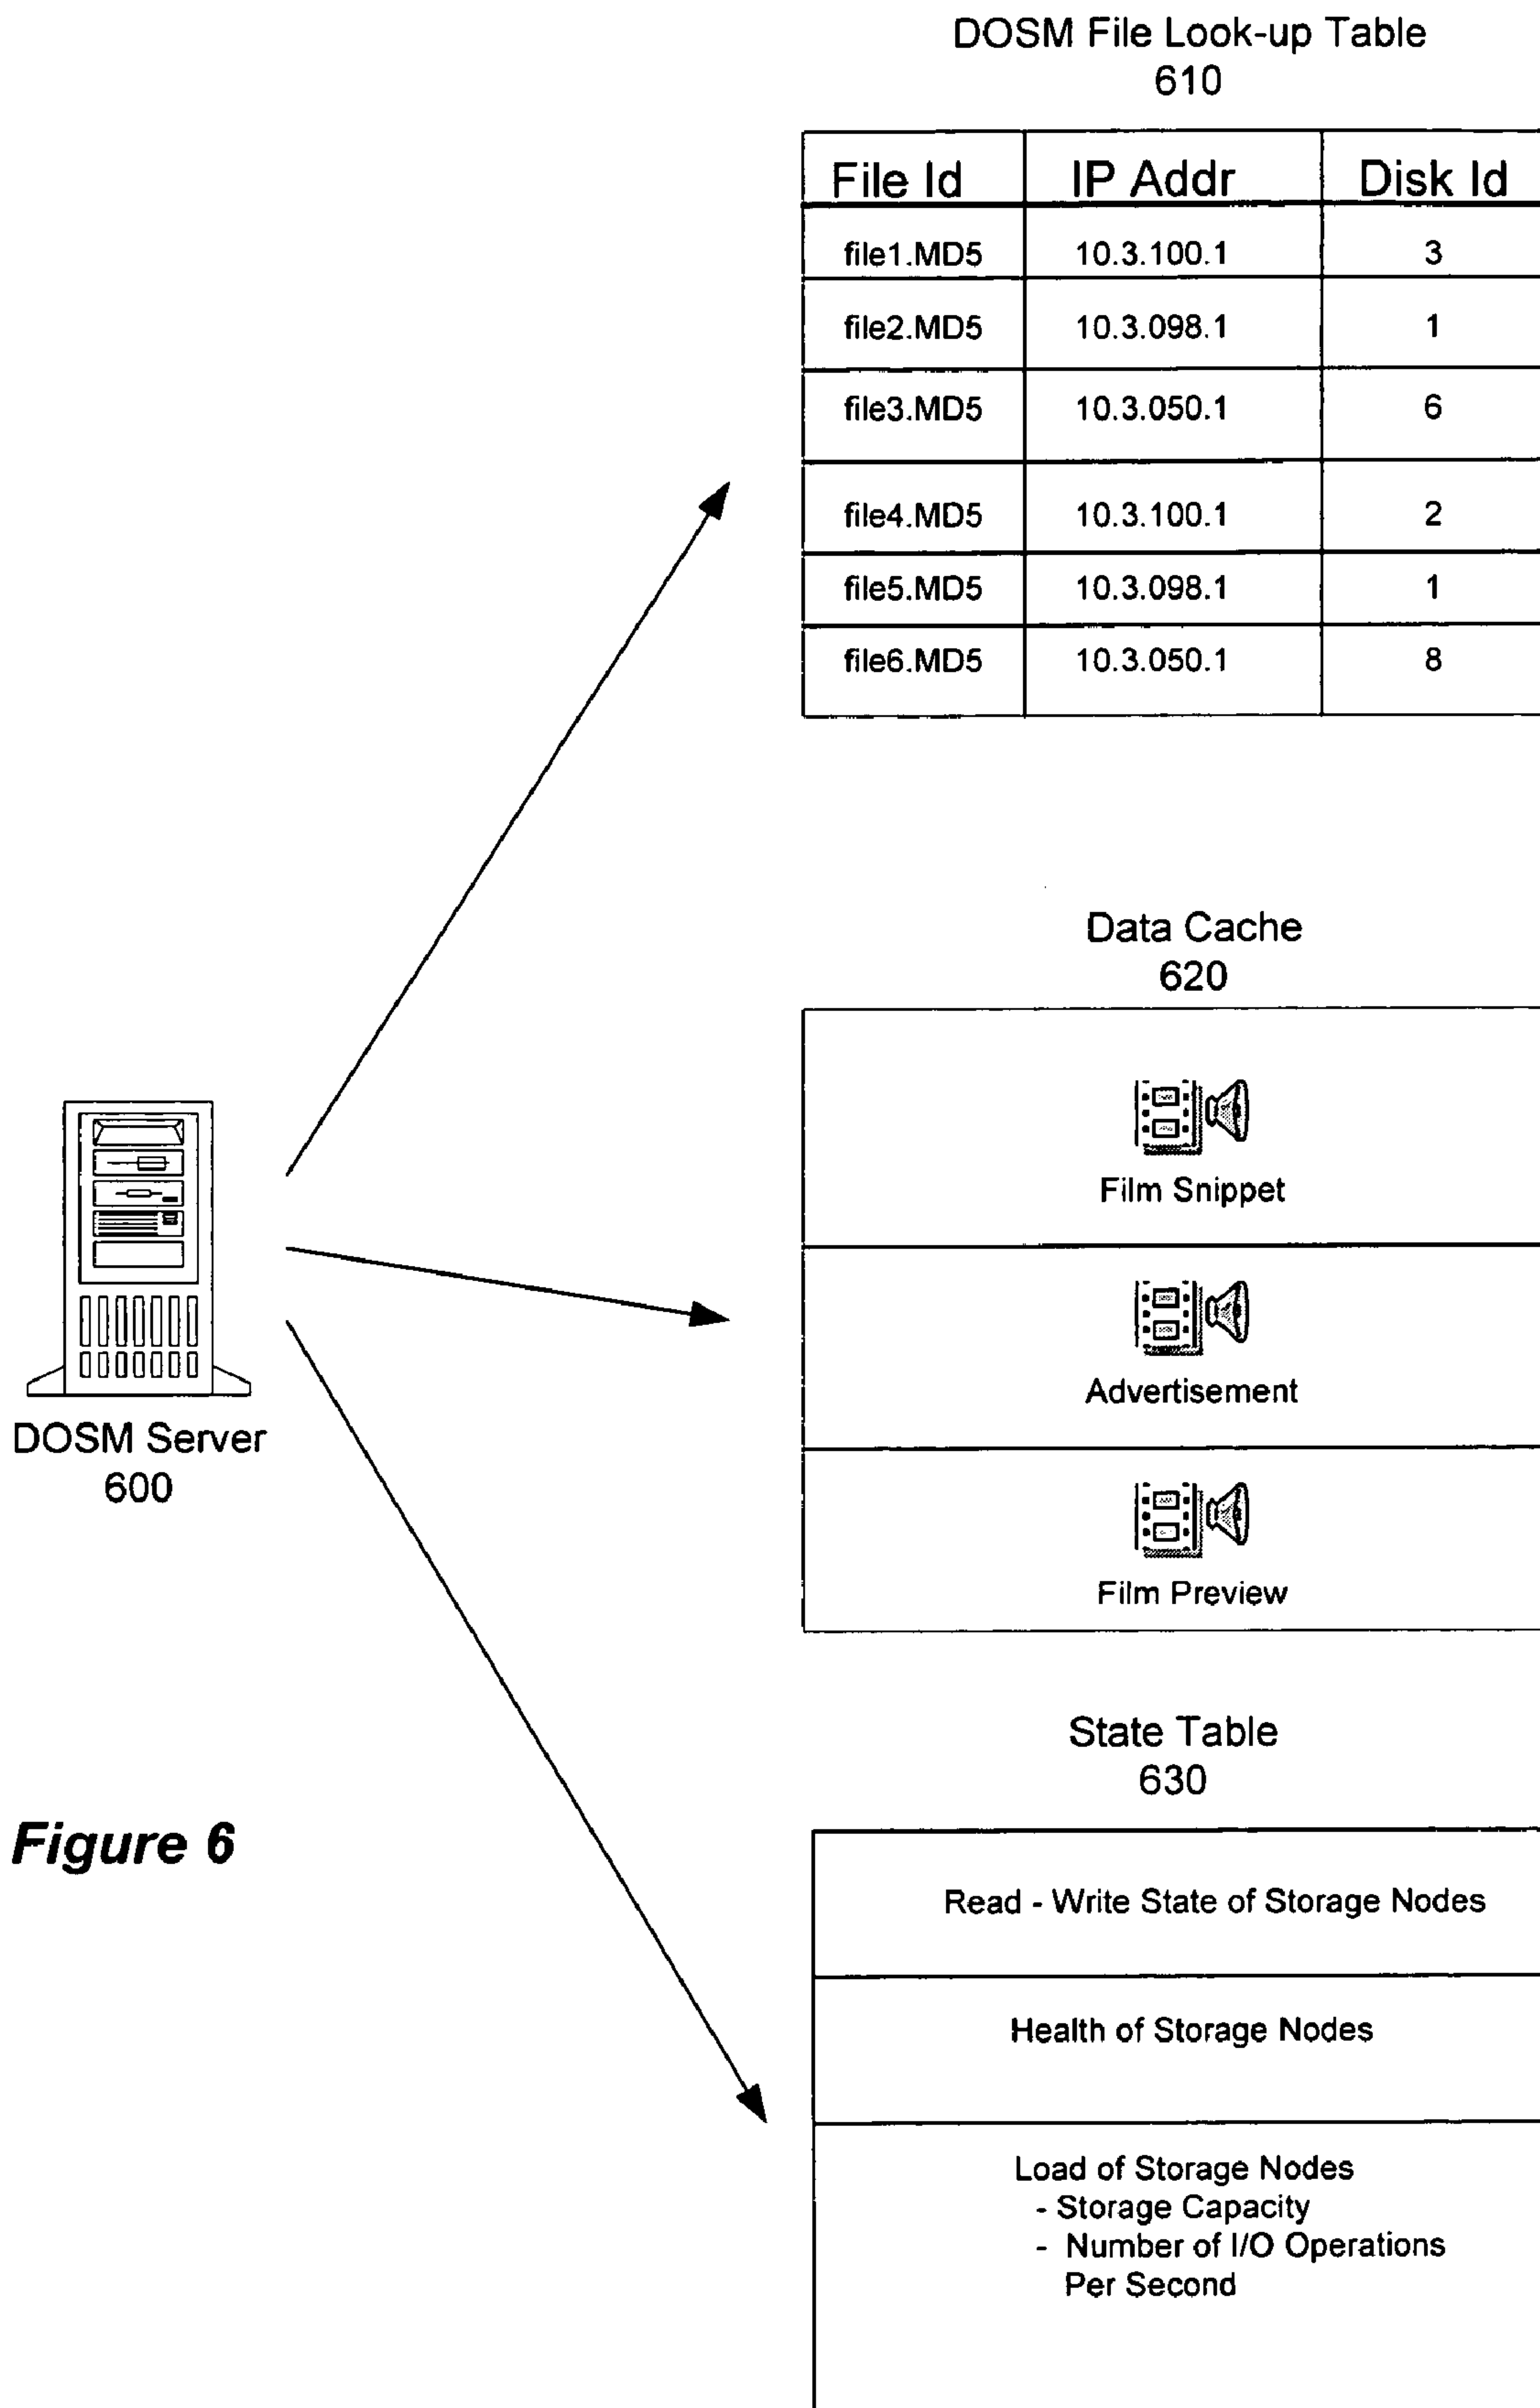 DOSM File Look-up Table
610
File Id IP Addr Disk Id
file1.MD5 10.3.100.1 3
file2.MD5 10.3.098.1 1
file3.MD5 10.3.050.1 6
file4.MD5 10.3.100.1 2
file5.MD5 10.3.098.1 1
file6.MD5 10.3.050.1 8
Data Cache
620
Film Snippet
Advertisement
Film Preview
DOSM Server
600
State Table
630
Read - Write State of Storage Nodes
Health of Storage Nodes
Load of Storage Nodes
- Storage Capacity
- Number of I/O Operations
Per Second
Figure 6